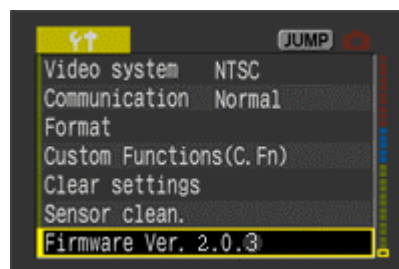 JUMP
Video system NTSC
Communication Normal
Format
Custom Functions(C.Fn)
Clear settings
Sensor clean.
Firmware Ver. 2.0.3